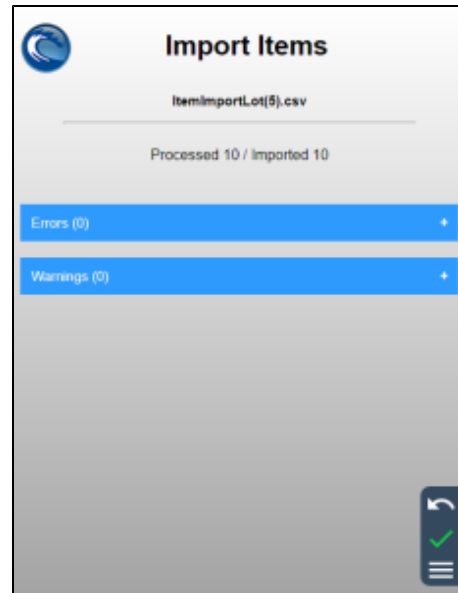 Import Items
ItemImportLot(5).csv
Processed 10 / Imported 10
Errors (0) +
Warnings (0) +